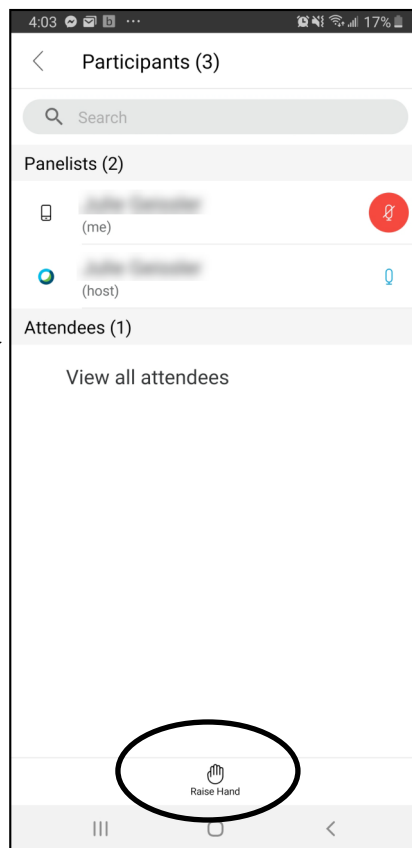 4:03 b ... 17%
Participants (3)
Search
Panelists (2)
(me)
(host)
Attendees (1)
View all attendees
Raise Hand